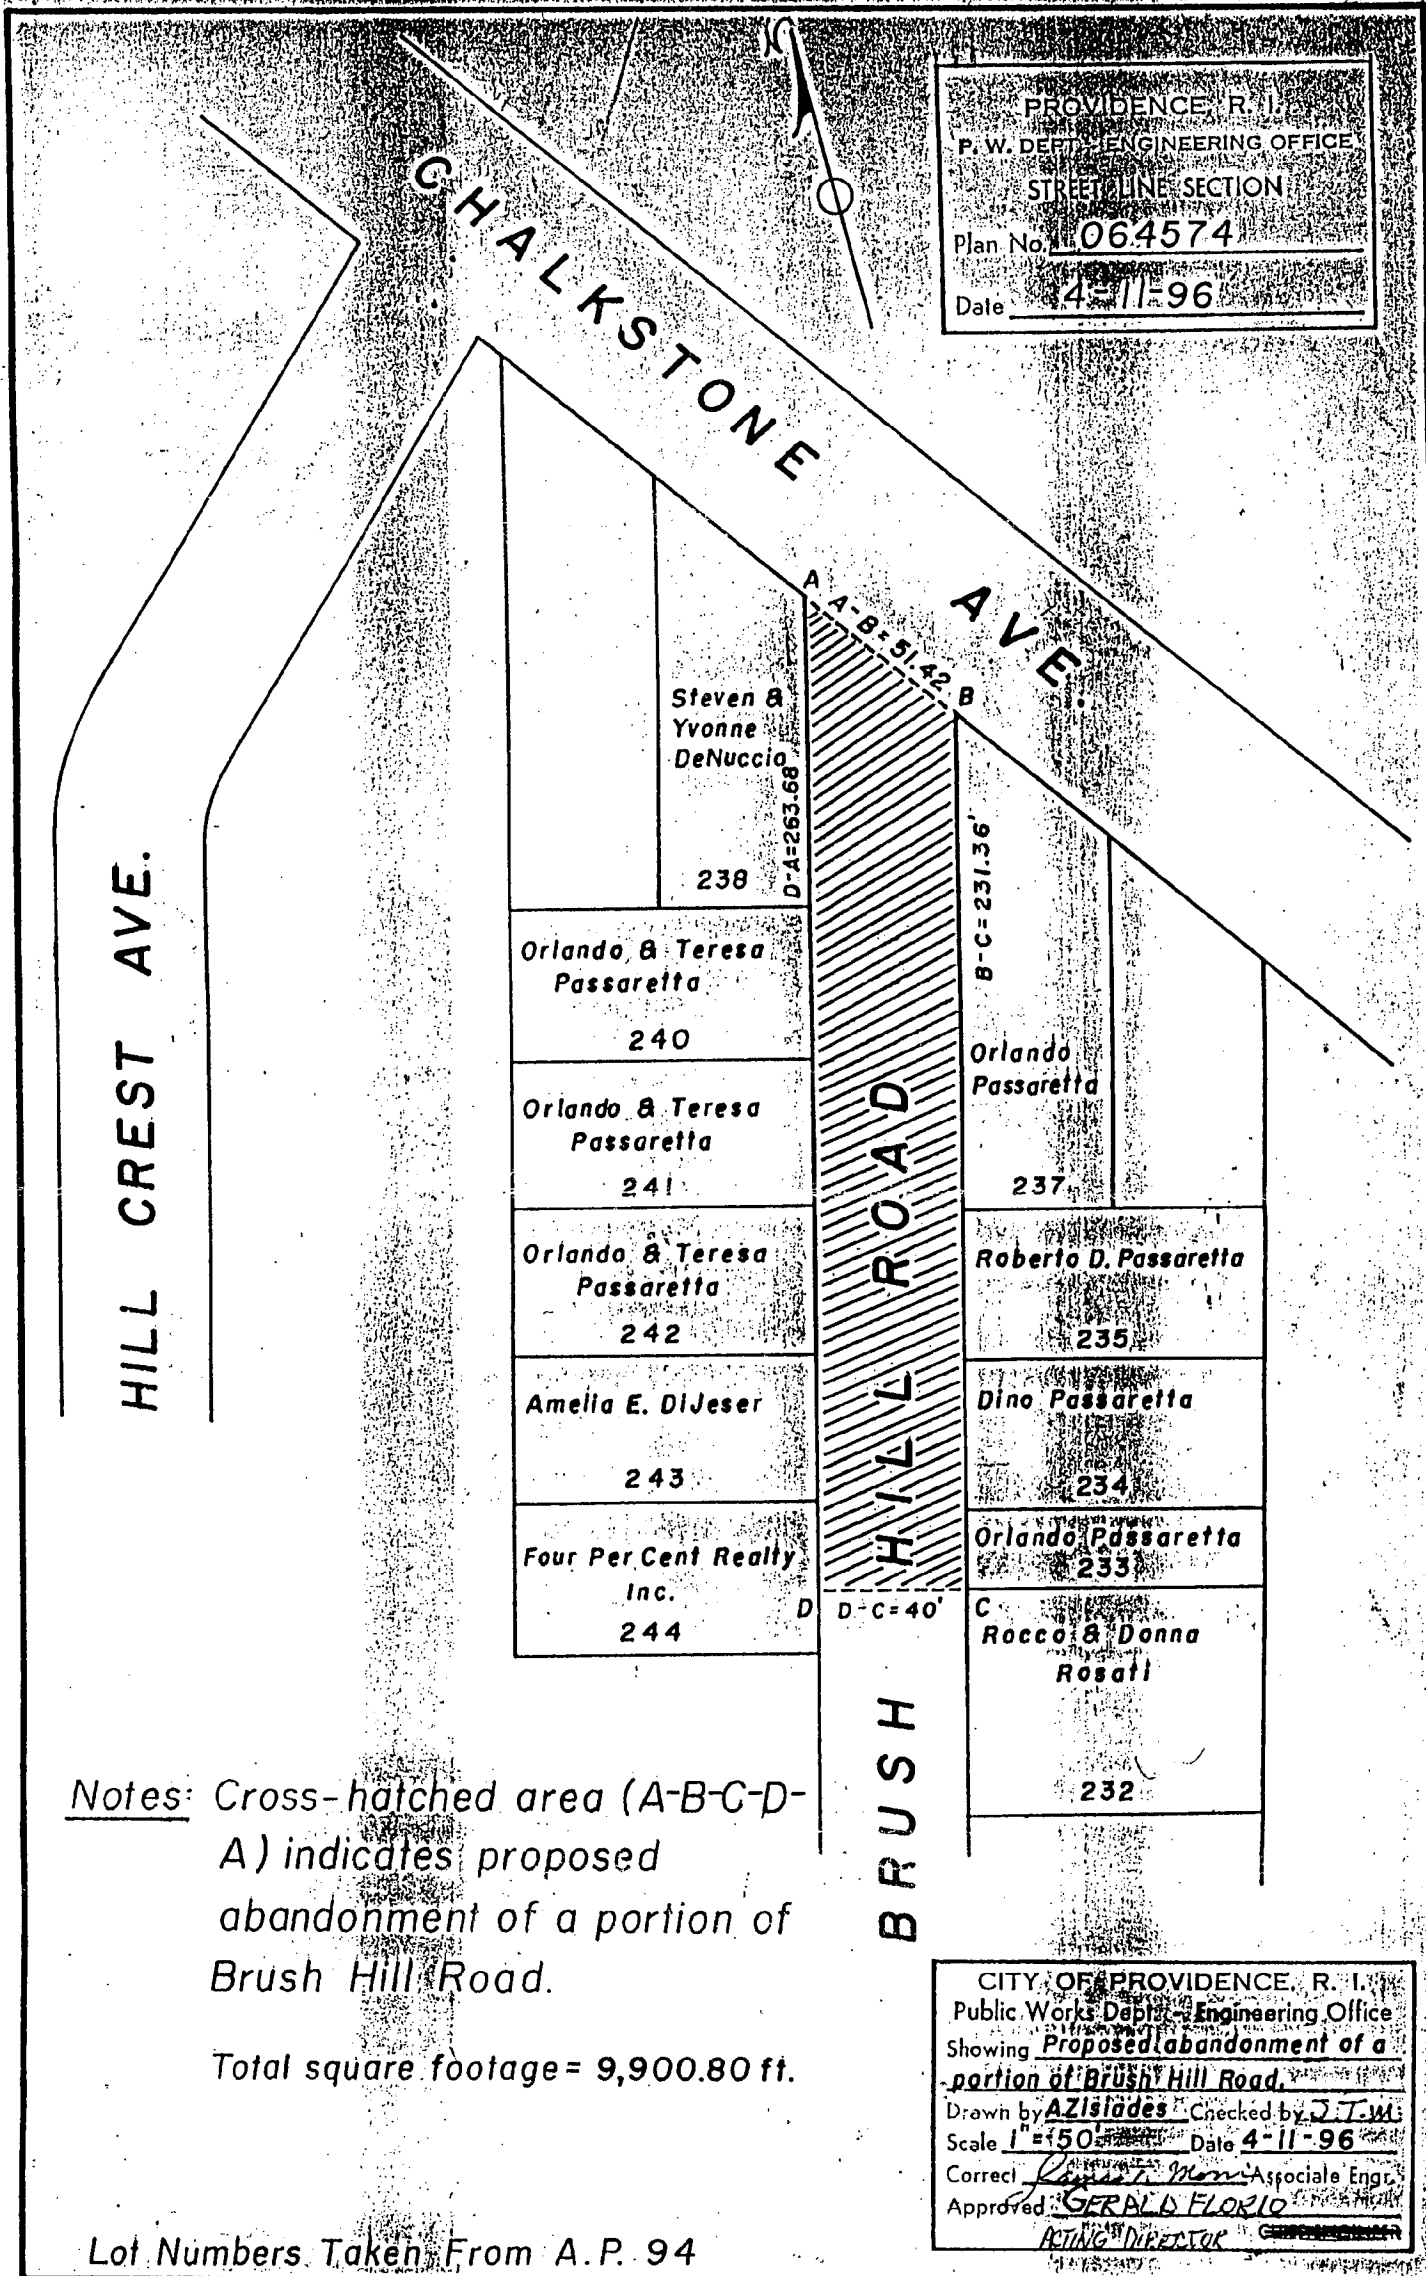 N
PROVIDENCE, R. I.
P. W. DEPT. - ENGINEERING OFFICE
STREET LINE SECTION
Plan No. 064574
Date 4-11-96
CHALKSTONE AVE.
HILL CREST AVE.
A
A-B=51.42
B
Steven &
Yvonne
DeNuccio
238
D-A=263.68
B-C=231.36'
Orlando & Teresa
Passaretta
240
Orlando
Passaretta
237
Orlando & Teresa
Passaretta
241
Orlando & Teresa
Passaretta
242
Roberto D. Passaretta
235
Amelia E. DiJeser
243
Dino Passaretta
234
Four Per Cent Realty
Inc.
244
Orlando Passaretta
233
D
D-C=40'
C
Rocco & Donna
Rosati
232
BRUSH HILL ROAD
Notes: Cross-hatched area (A-B-C-D-
A) indicates proposed
abandonment of a portion of
Brush Hill Road.
Total square footage = 9,900.80 ft.
Lot Numbers Taken From A.P. 94
CITY OF PROVIDENCE, R. I.
Public Works Dept. - Engineering Office
Showing Proposed abandonment of a
portion of Brush Hill Road.
Drawn by AZisiades Checked by J.T.M.
Scale 1"=50' Date 4-11-96
Correct Associate Engr.
Approved GERALD FLORIO
ACTING DIRECTOR